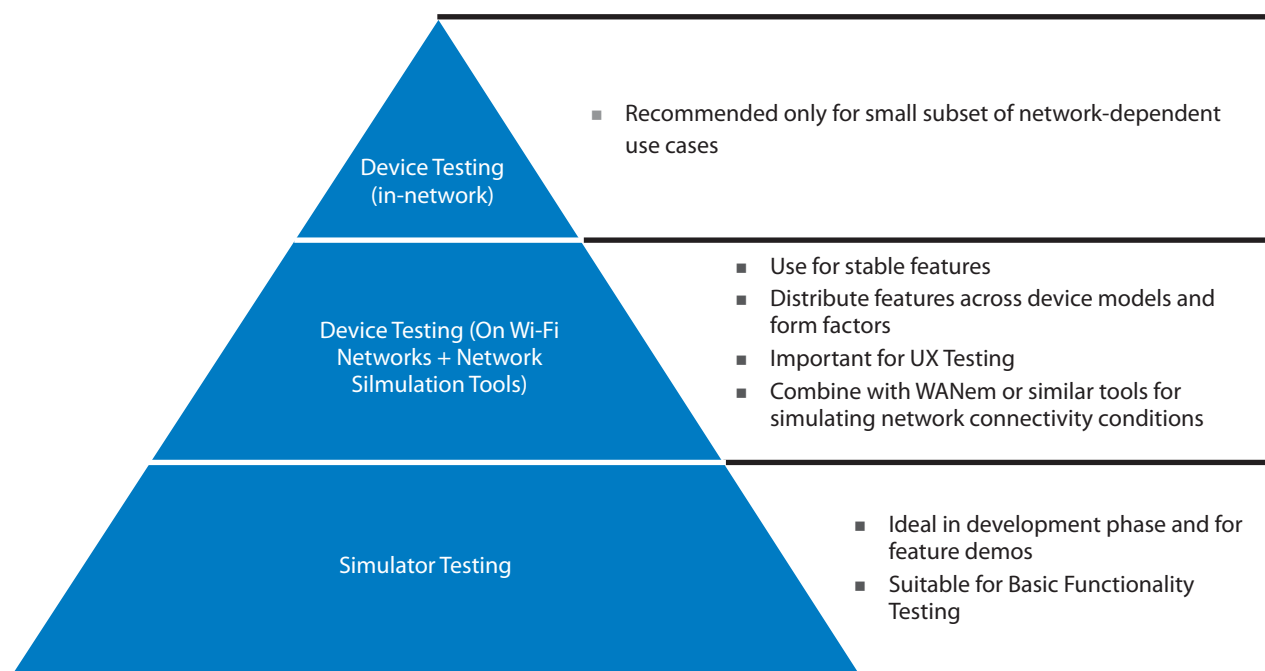 Device Testing
(in-network)
■ Recommended only for small subset of network-dependent
use cases
Device Testing (On Wi-Fi
Networks + Network
Silmulation Tools)
■ Use for stable features
■ Distribute features across device models and
form factors
■ Important for UX Testing
■ Combine with WANem or similar tools for
simulating network connectivity conditions
Simulator Testing
■ Ideal in development phase and for
feature demos
■ Suitable for Basic Functionality
Testing